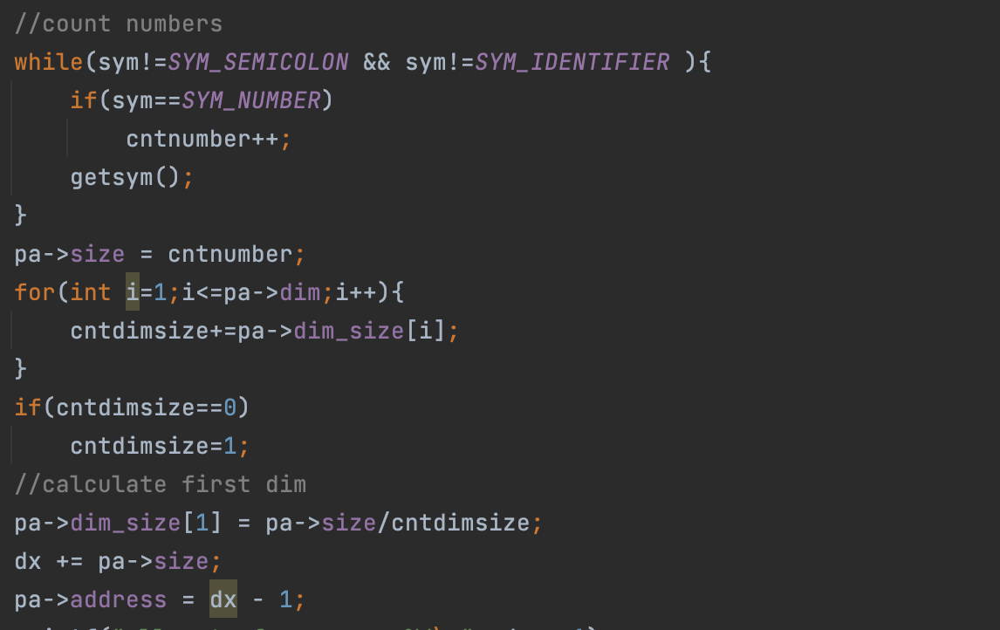 //count numbers
while(sym!=SYM_SEMICOLON && sym!=SYM_IDENTIFIER ){
    if(sym==SYM_NUMBER)
        cntnumber++;
    getsym();
}
pa->size = cntnumber;
for(int i=1;i<=pa->dim;i++){
    cntdimsize+=pa->dim_size[i];
}
if(cntdimsize==0)
    cntdimsize=1;
//calculate first dim
pa->dim_size[1] = pa->size/cntdimsize;
dx += pa->size;
pa->address = dx - 1;